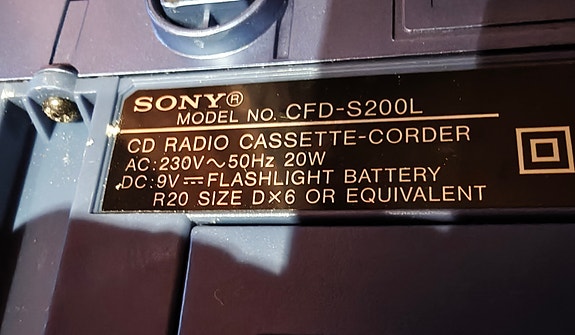 SONY®
MODEL NO. CFD-S200L
CD RADIO CASSETTE-CORDER
AC:230V~50Hz 20W
DC:9V⎓FLASHLIGHT BATTERY
R20 SIZE D×6 OR EQUIVALENT